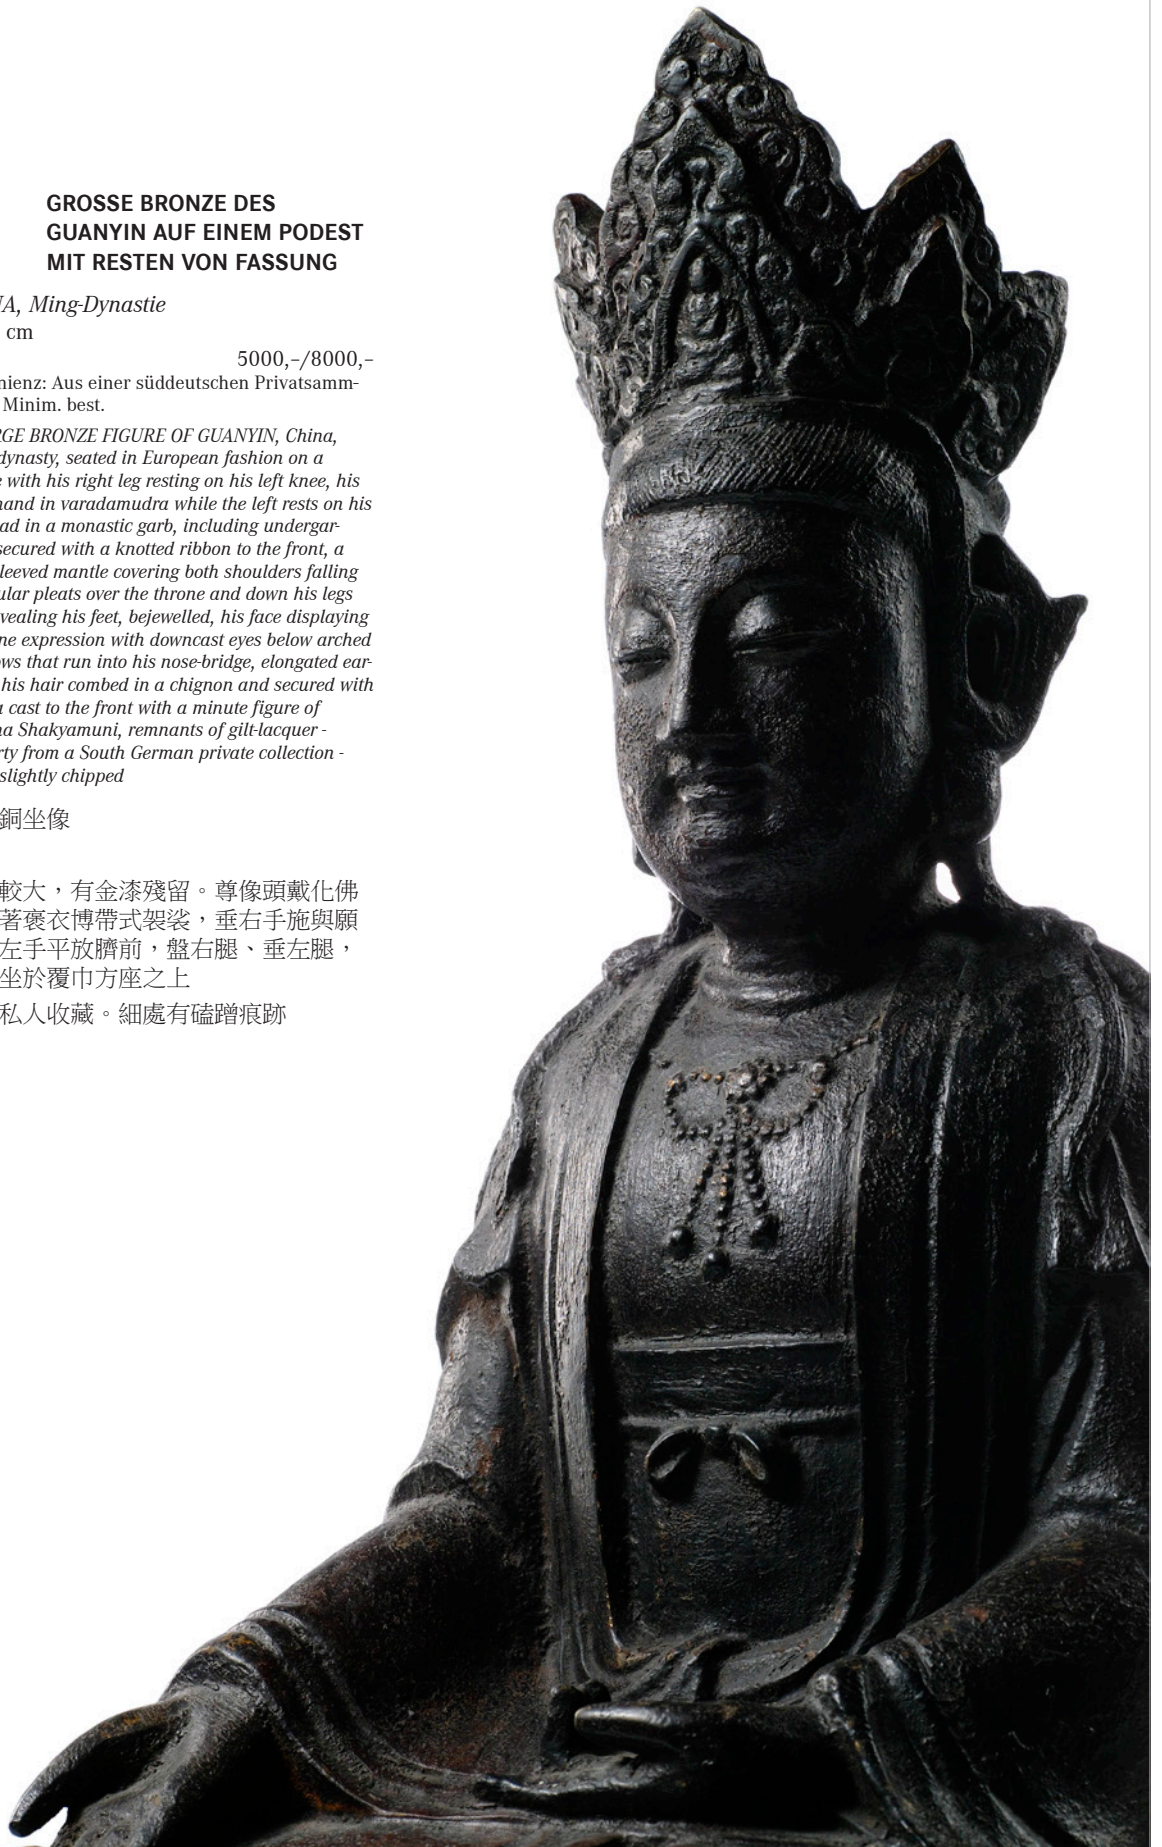 GROSSE BRONZE DES
GUANYIN AUF EINEM PODEST
MIT RESTEN VON FASSUNG
A, Ming-Dynastie
cm
5000,–/8000,–
nienz: Aus einer süddeutschen Privatsamm-
Minim. best.
GE BRONZE FIGURE OF GUANYIN, China,
dynasty, seated in European fashion on a
with his right leg resting on his left knee, his
hand in varadamudra while the left rests on his
ad in a monastic garb, including undergar-
secured with a knotted ribbon to the front, a
leeved mantle covering both shoulders falling
ular pleats over the throne and down his legs
vealing his feet, bejewelled, his face displaying
ne expression with downcast eyes below arched
ows that run into his nose-bridge, elongated ear-
his hair combed in a chignon and secured with
cast to the front with a minute figure of
na Shakyamuni, remnants of gilt-lacquer -
rty from a South German private collection -
slightly chipped
銅坐像
較大，有金漆殘留。尊像頭戴化佛
著褒衣博帶式袈裟，垂右手施與願
左手平放臍前，盤右腿、垂左腿，
坐於覆巾方座之上
私人收藏。細處有磕蹭痕跡